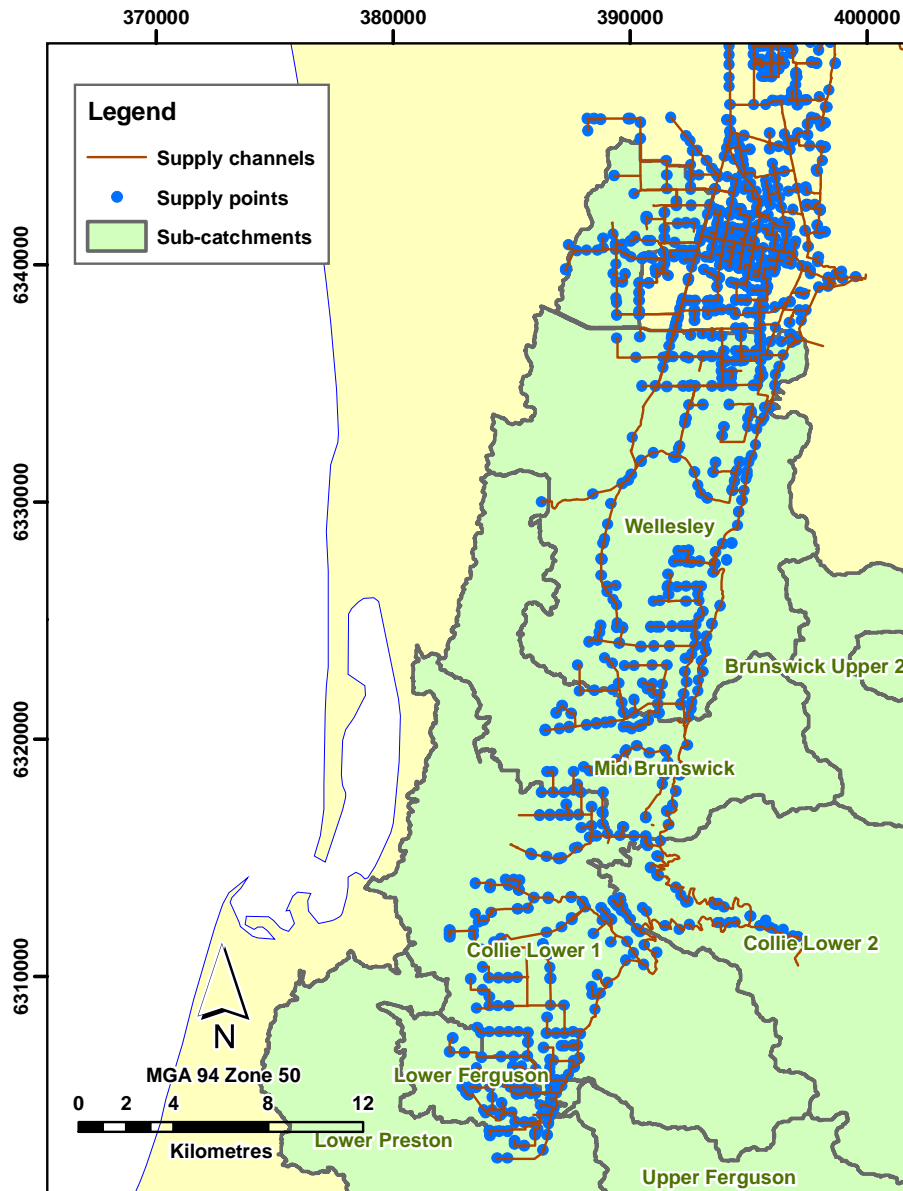 370000
380000
390000
400000
Legend
Supply channels
Supply points
Sub-catchments
6340000
6330000
6320000
6310000
Wellesley
Brunswick Upper 2
Mid Brunswick
Collie Lower 2
Collie Lower 1
Lower Ferguson
Lower Preston
Upper Ferguson
N
MGA 94 Zone 50
0 2 4 8 12
Kilometres